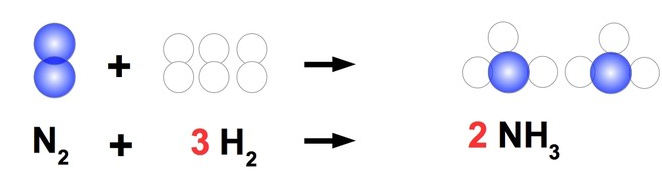 + →
N₂ + 3 H₂ → 2 NH₃